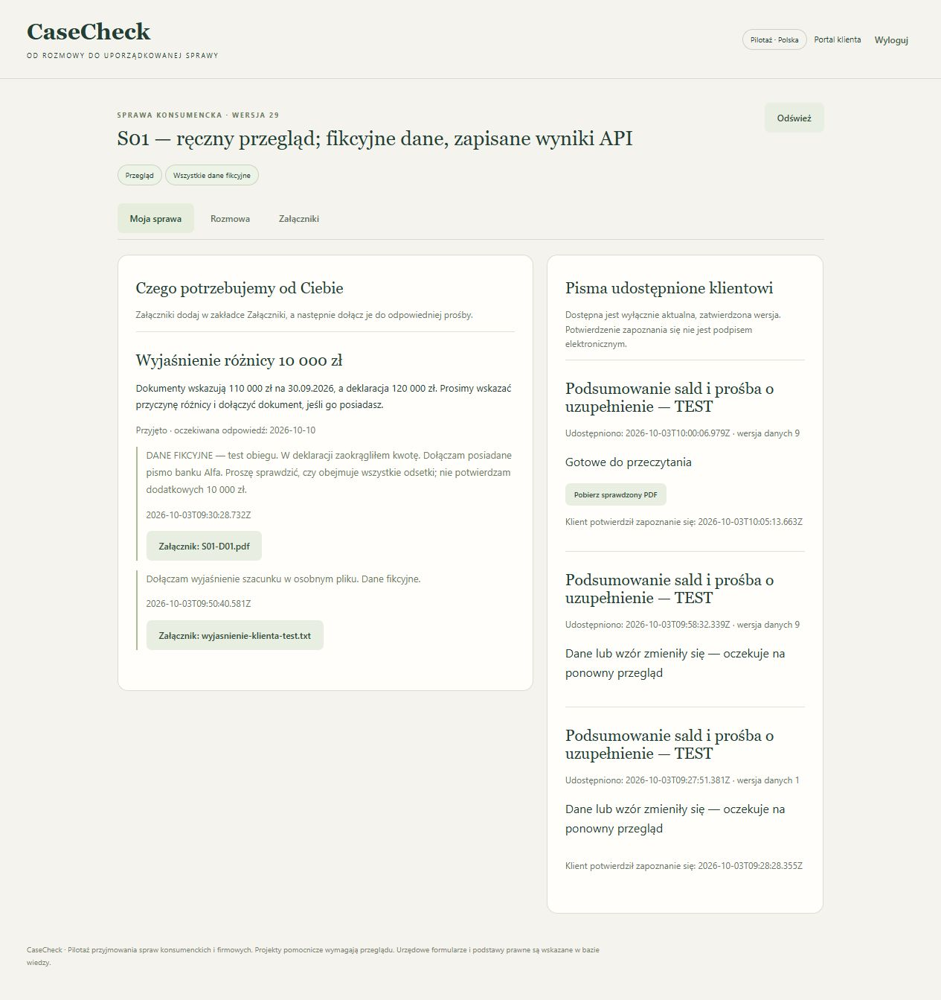 CaseCheck
OD ROZMOWY DO UPORZĄDKOWANEJ SPRAWY
Pilotaż · Polska
Portal klienta
Wyloguj
SPRAWA KONSUMENCKA · WERSJA 29
S01 — ręczny przegląd; fikcyjne dane, zapisane wyniki API
Odśwież
Przegląd
Wszystkie dane fikcyjne
Moja sprawa
Rozmowa
Załączniki
Czego potrzebujemy od Ciebie
Załączniki dodaj w zakładce Załączniki, a następnie dołącz je do odpowiedniej prośby.
Wyjaśnienie różnicy 10 000 zł
Dokumenty wskazują 110 000 zł na 30.09.2026, a deklaracja 120 000 zł. Prosimy wskazać
przyczynę różnicy i dołączyć dokument, jeśli go posiadasz.
Przyjęto · oczekiwana odpowiedź: 2026-10-10
DANE FIKCYJNE — test obiegu. W deklaracji zaokrągliłem kwotę. Dołączam posiadane
pismo banku Alfa. Proszę sprawdzić, czy obejmuje wszystkie odsetki; nie potwierdzam
dodatkowych 10 000 zł.
2026-10-03T09:30:28.732Z
Załącznik: S01-D01.pdf
Dołączam wyjaśnienie szacunku w osobnym pliku. Dane fikcyjne.
2026-10-03T09:50:40.581Z
Załącznik: wyjasnienie-klienta-test.txt
Pisma udostępnione klientowi
Dostępna jest wyłącznie aktualna, zatwierdzona wersja.
Potwierdzenie zapoznania się nie jest podpisem
elektronicznym.
Podsumowanie sald i prośba o
uzupełnienie — TEST
Udostępniono: 2026-10-03T10:00:06.979Z · wersja danych 9
Gotowe do przeczytania
Pobierz sprawdzony PDF
Klient potwierdził zapoznanie się: 2026-10-03T10:05:13.663Z
Podsumowanie sald i prośba o
uzupełnienie — TEST
Udostępniono: 2026-10-03T09:58:32.339Z · wersja danych 9
Dane lub wzór zmieniły się — oczekuje na
ponowny przegląd
Podsumowanie sald i prośba o
uzupełnienie — TEST
Udostępniono: 2026-10-03T09:27:51.381Z · wersja danych 1
Dane lub wzór zmieniły się — oczekuje na
ponowny przegląd
Klient potwierdził zapoznanie się: 2026-10-03T09:28:28.355Z
CaseCheck · Pilotaż przyjmowania spraw konsumenckich i firmowych. Projekty pomocnicze wymagają przeglądu. Urzędowe formularze i podstawy prawne są wskazane w bazie
wiedzy.